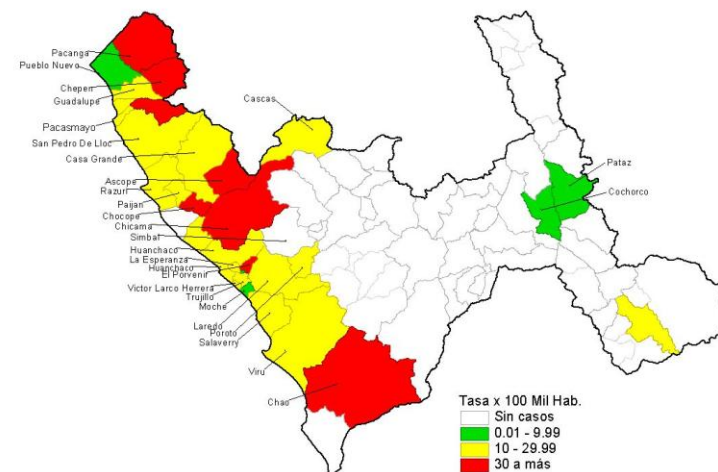 Pacanga
Pueblo Nuevo
Chepen
Guadalupe
Pacasmayo
San Pedro De Lloc
Casa Grande
Ascope
Razuri
Paijan
Chocope
Chicama
Simbal
Huanchaco
La Esperanza
Huanchaco
El Porvenir
Victor Larco Herrera
Trujillo
Moche
Laredo
Poroto
Salaverry
Viru
Chao
Cascas
Pataz
Cochorco
Tasa x 100 Mil Hab.
Sin casos
0.01 - 9.99
10 - 29.99
30 a más